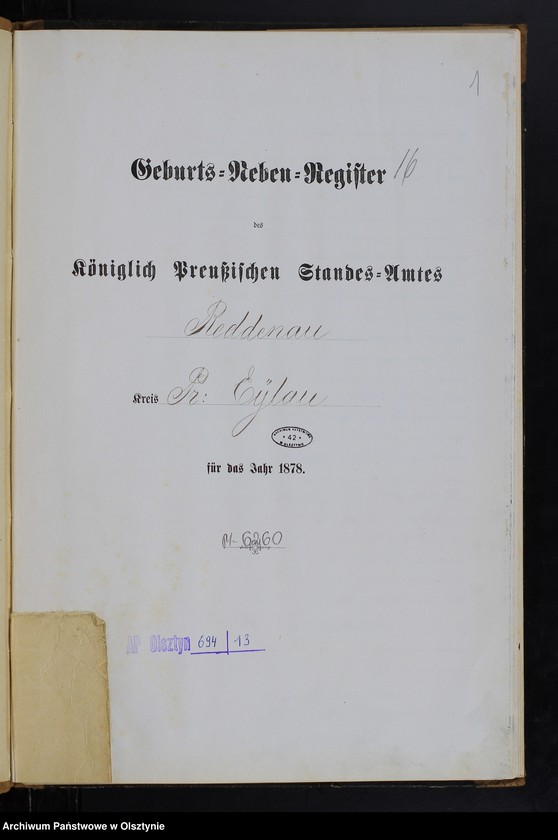 1
Geburts-Neben-Register 16
des
Königlich Preußischen Standes-Amtes
Reddenau
Kreis Pr: Eÿlau
42
für das Jahr 1878.
6260
AP Olsztyn 694/13
Archiwum Państwowe w Olsztynie